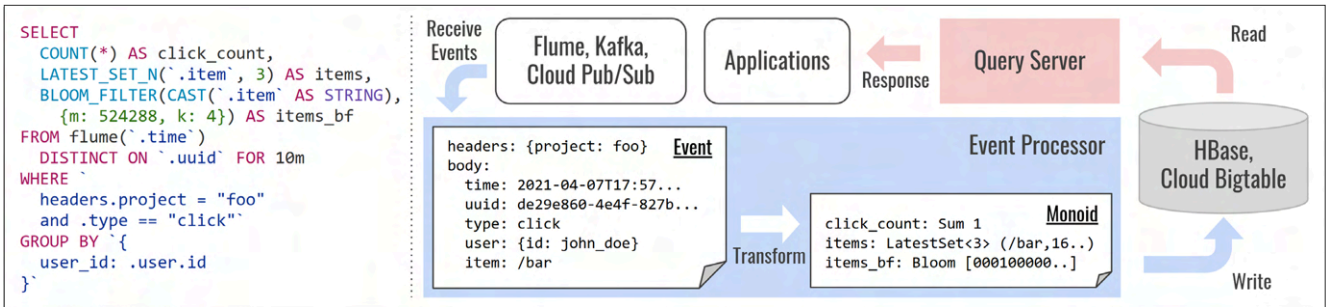 SELECT
COUNT(*) AS click_count,
LATEST_SET_N(`.item`, 3) AS items,
BLOOM_FILTER(CAST(`.item` AS STRING),
{m: 524288, k: 4}) AS items_bf
FROM flume(`.time`)
DISTINCT ON `.uuid` FOR 10m
WHERE `
headers.project = "foo"
and .type == "click"`
GROUP BY `{
user_id: .user.id
}`
Receive
Events
Flume, Kafka,
Cloud Pub/Sub
Applications
Response
Query Server
Read
headers: {project: foo} Event
body:
time: 2021-04-07T17:57...
uuid: de29e860-4e4f-827b...
type: click
user: {id: john_doe}
item: /bar
Transform
Event Processor
Monoid
click_count: Sum 1
items: LatestSet<3> (/bar,16..)
items_bf: Bloom [000100000..]
HBase,
Cloud Bigtable
Write